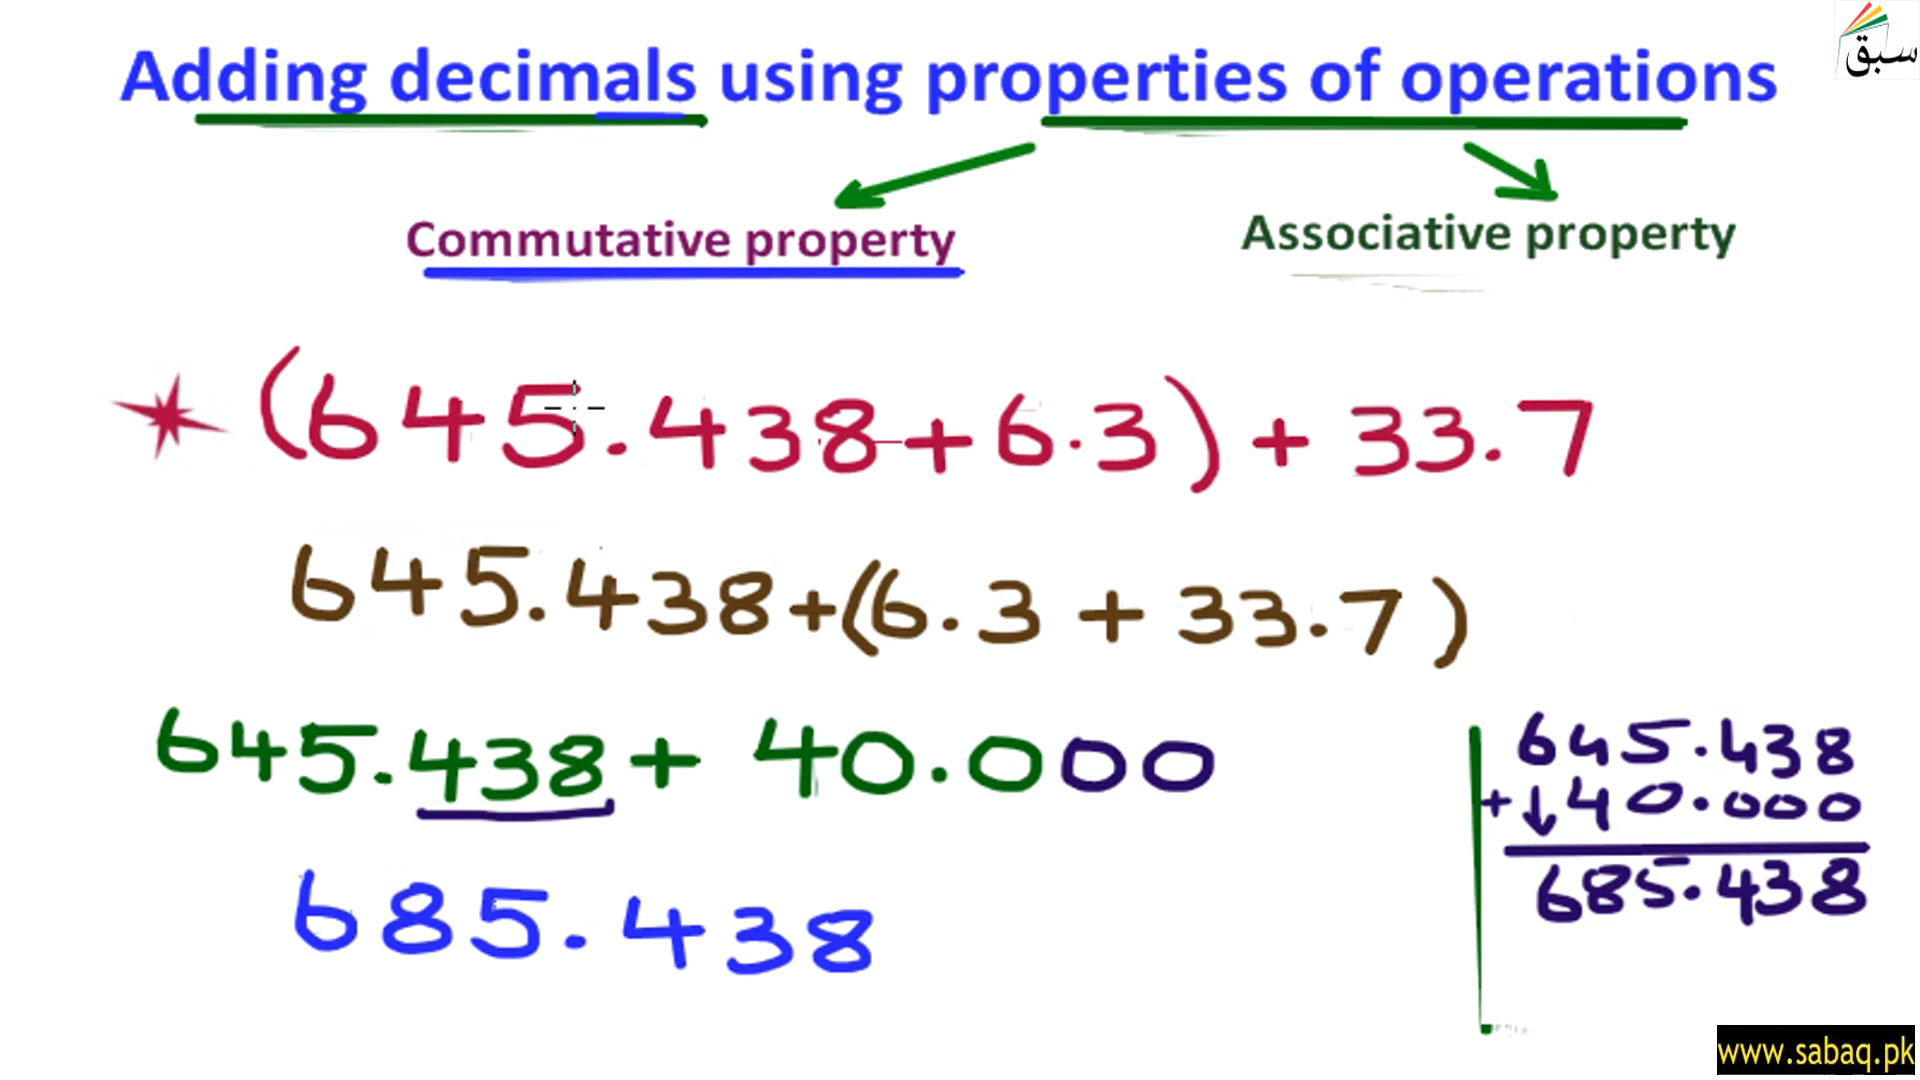 سبق
Adding decimals using properties of operations
Commutative property
Associative property
(645.438+6.3)+33.7
645.438+(6.3+33.7)
645.438+40.000
685.438
645.438
+40.000
685.438
www.sabaq.pk